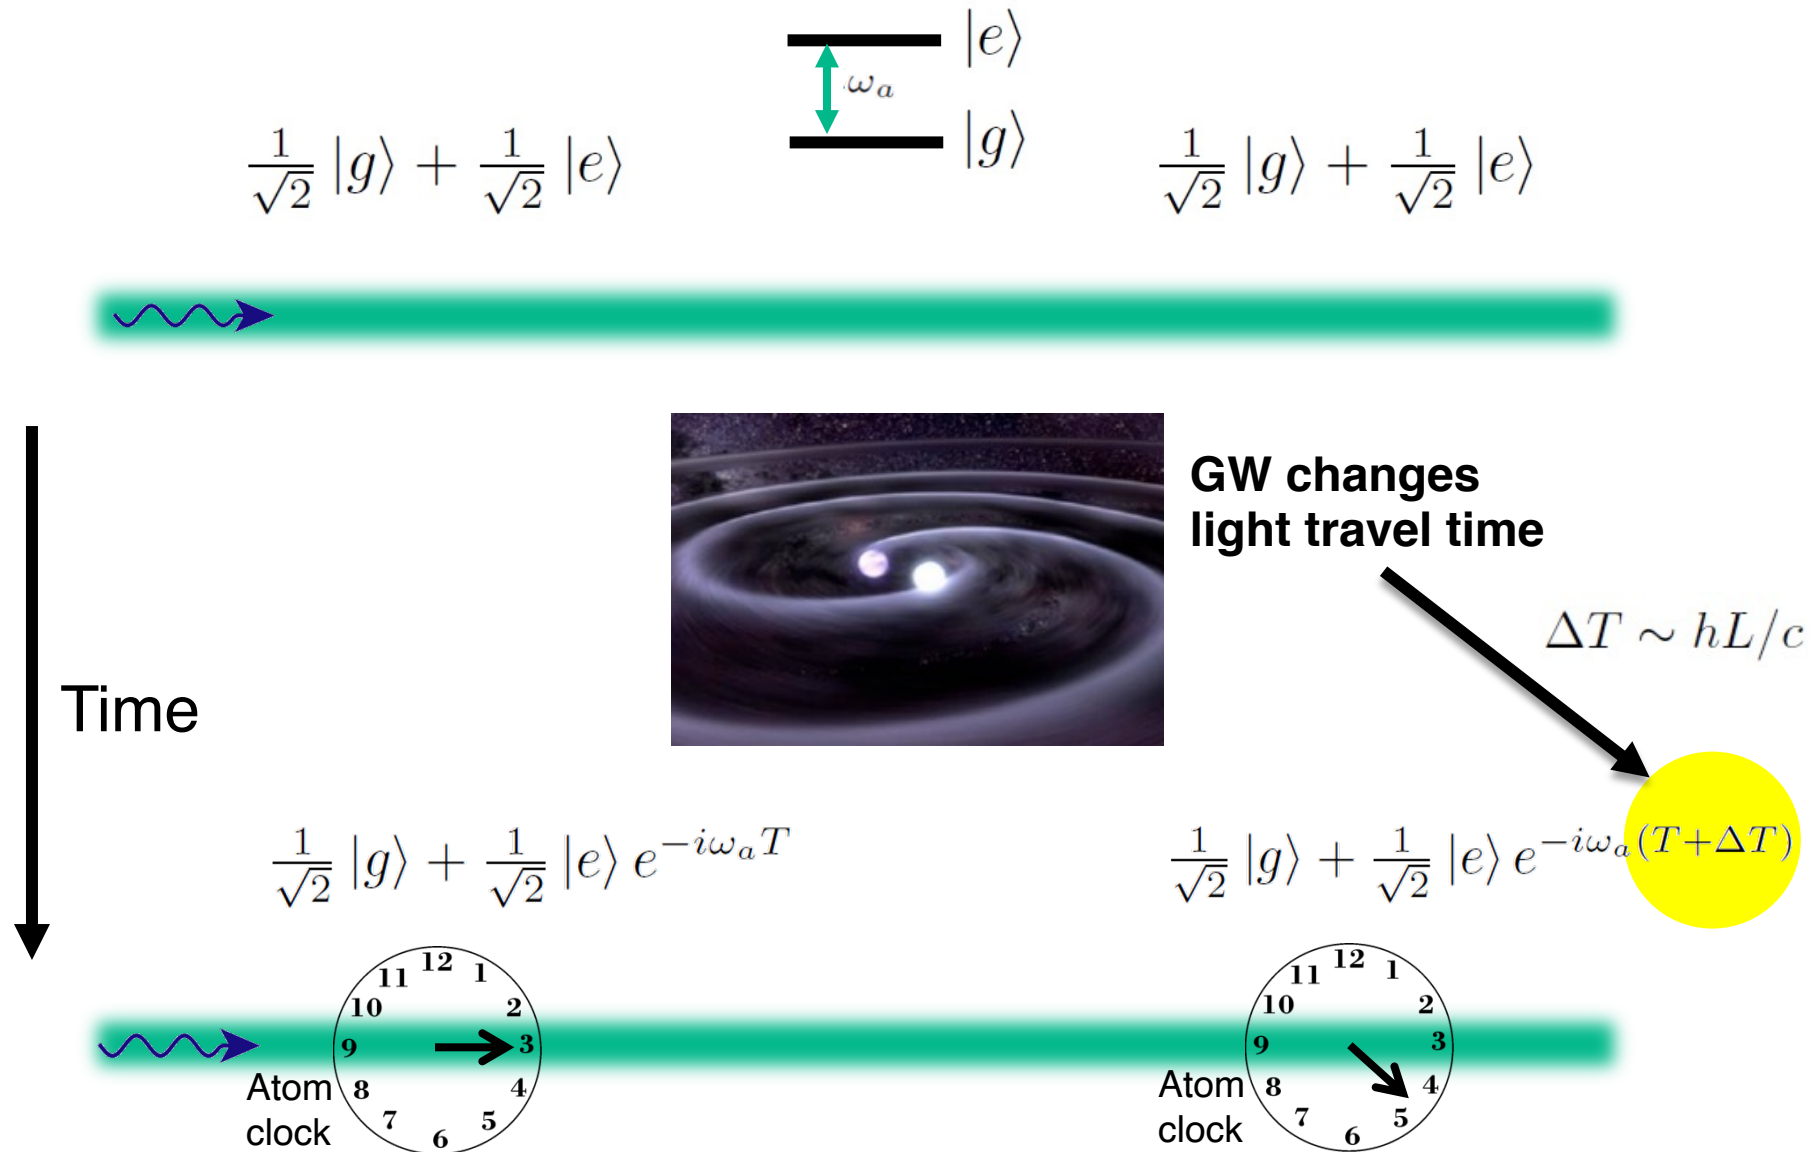 |e⟩
ω_a
|g⟩
1/√2 |g⟩ + 1/√2 |e⟩
1/√2 |g⟩ + 1/√2 |e⟩
GW changes
light travel time
ΔT ∼ hL/c
Time
1/√2 |g⟩ + 1/√2 |e⟩ e^{−iω_a T}
1/√2 |g⟩ + 1/√2 |e⟩ e^{−iω_a (T+ΔT)}
12
1
2
3
4
5
6
7
8
9
10
11
Atom
clock
12
1
2
3
4
5
6
7
8
9
10
11
Atom
clock